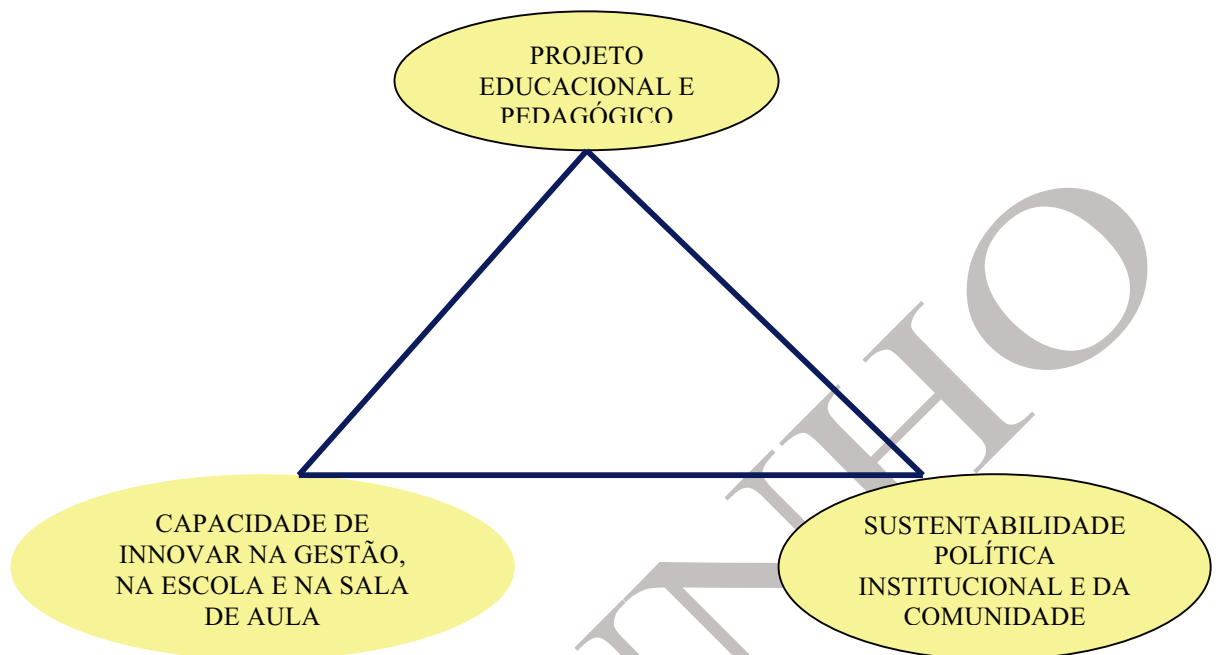 PROJETO
EDUCACIONAL E
PEDAGÓGICO
CAPACIDADE DE
INNOVAR NA GESTÃO,
NA ESCOLA E NA SALA
DE AULA
SUSTENTABILIDADE
POLÍTICA
INSTITUCIONAL E DA
COMUNIDADE
NHO